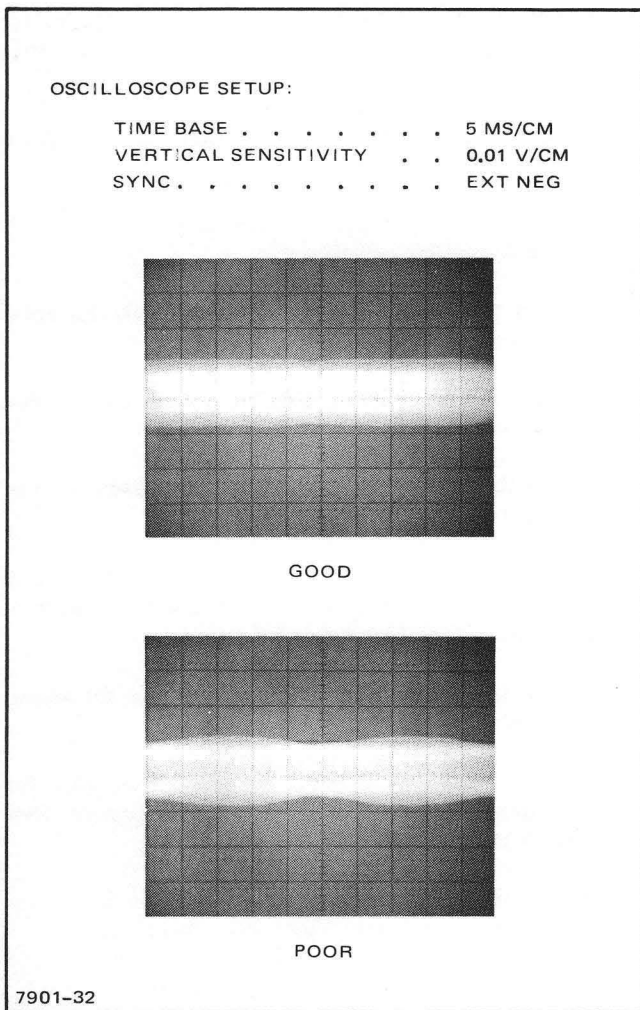 OSCILLOSCOPE SETUP:
TIME BASE . . . . . . . 5 MS/CM
VERTICAL SENSITIVITY . . 0.01 V/CM
SYNC . . . . . . . . . EXT NEG
GOOD
POOR
7901-32